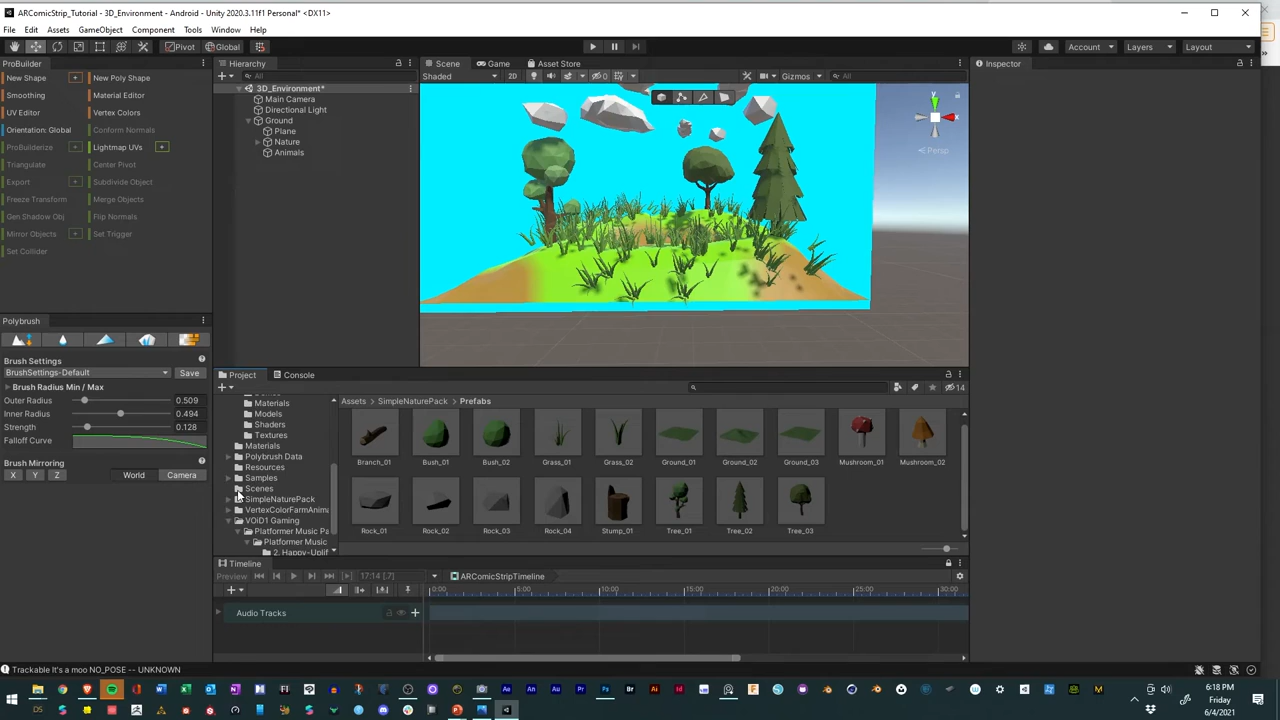 ARComicStrip_Tutorial - 3D_Environment - Android - Unity 2020.3.11f1 Personal* <DX11>
File Edit Assets GameObject Component Tools Window Help
Pivot Global Account Layers Layout
ProBuilder
New Shape New Poly Shape
Smoothing Material Editor
UV Editor Vertex Colors
Orientation: Global Conform Normals
ProBuilderize Lightmap UVs
Triangulate Center Pivot
Export Subdivide Object
Freeze Transform Merge Objects
Gen Shadow Obj Flip Normals
Mirror Objects Set Trigger
Set Collider
Polybrush
Brush Settings
BrushSettings-Default Save
Brush Radius Min / Max
Outer Radius 0.509
Inner Radius 0.494
Strength 0.128
Falloff Curve
Brush Mirroring
X Y Z World Camera
Hierarchy
All
3D_Environment*
Main Camera
Directional Light
Ground
Plane
Nature
Animals
Scene Game Asset Store
Shaded 2D 0 Gizmos All
y
x
Persp
Inspector
Project Console
14
Materials
Models
Shaders
Textures
Materials
Polybrush Data
Resources
Samples
Scenes
SimpleNaturePack
VertexColorFarmAnima
VOiD1 Gaming
Platformer Music Pa
Platformer Music
2. Happy-Uplif
Assets > SimpleNaturePack > Prefabs
Branch_01 Bush_01 Bush_02 Grass_01 Grass_02 Ground_01 Ground_02 Ground_03 Mushroom_01 Mushroom_02
Rock_01 Rock_02 Rock_03 Rock_04 Stump_01 Tree_01 Tree_02 Tree_03
Timeline
Preview 17:14 [.7] ARComicStripTimeline
0:00 5:00 10:00 15:00 20:00 25:00 30:00
Audio Tracks
Trackable It's a moo NO_POSE -- UNKNOWN
6:18 PM
Friday
6/4/2021